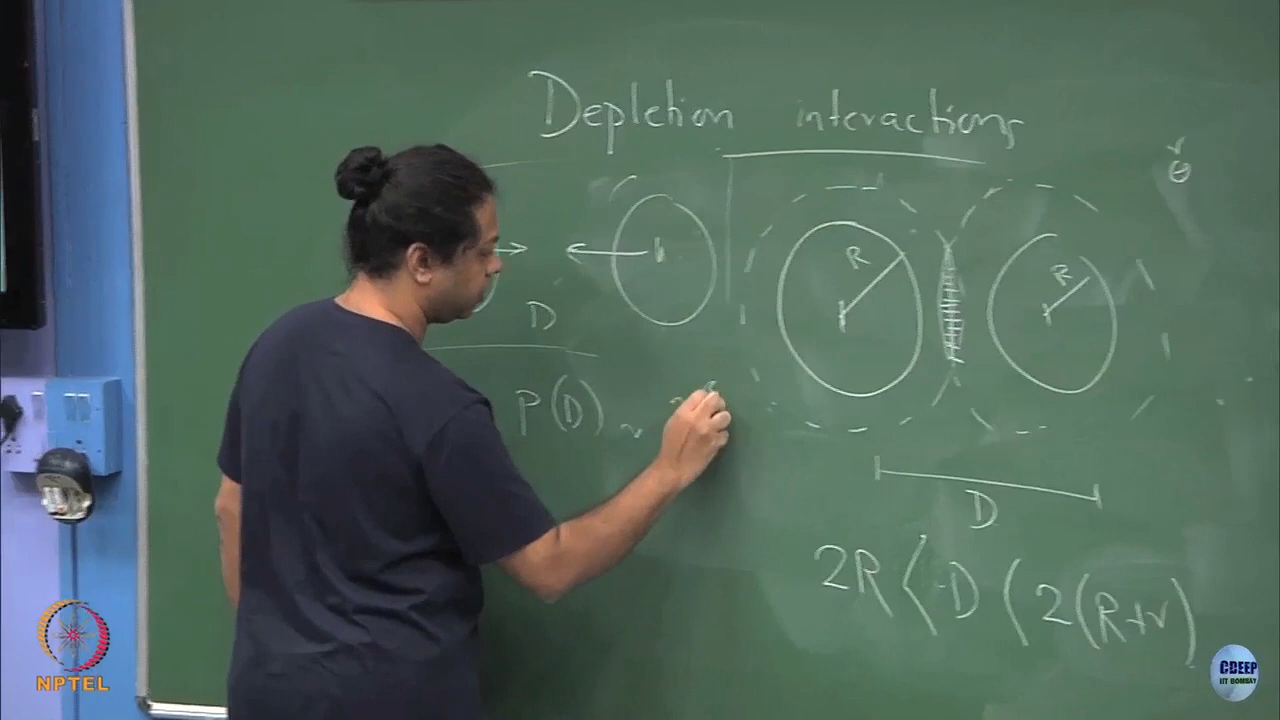 Depletion interactions
r
R
R
D
P(D) ~
D
2R < D < 2(R+r)
NPTEL
CDEEP
IIT BOMBAY